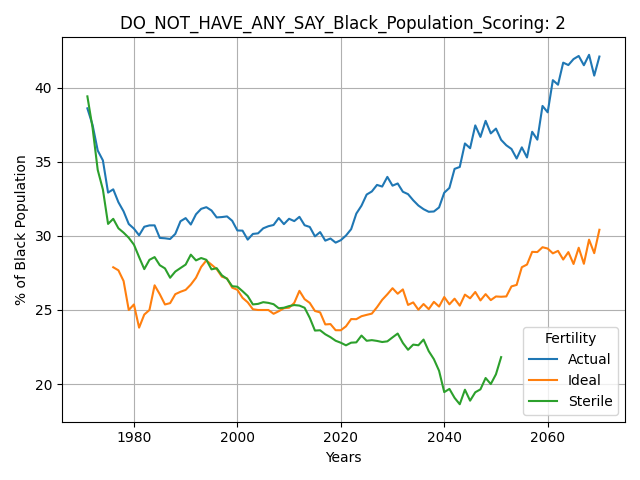 DO_NOT_HAVE_ANY_SAY_Black_Population_Scoring: 2
% of Black Population
40
35
30
25
20
1980
2000
2020
2040
2060
Years
Fertility
Actual
Ideal
Sterile